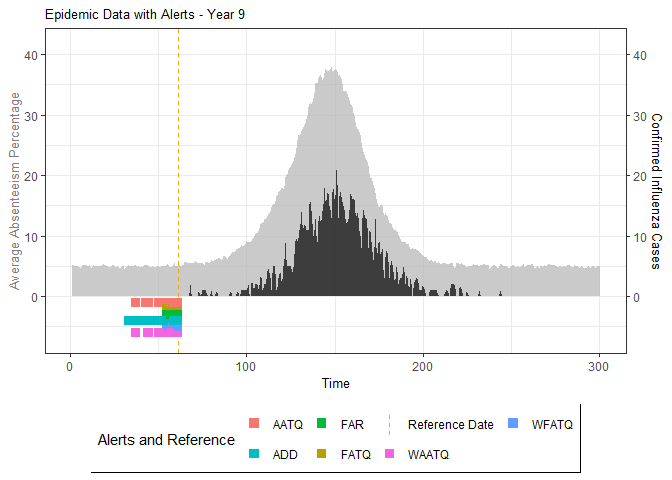 Epidemic Data with Alerts - Year 9
Average Absenteeism Percentage
Confirmed Influenza Cases
40 40
30 30
20 20
10 10
0 0
0 100 200 300
Time
Alerts and Reference
AATQ FAR Reference Date WFATQ
ADD FATQ WAATQ